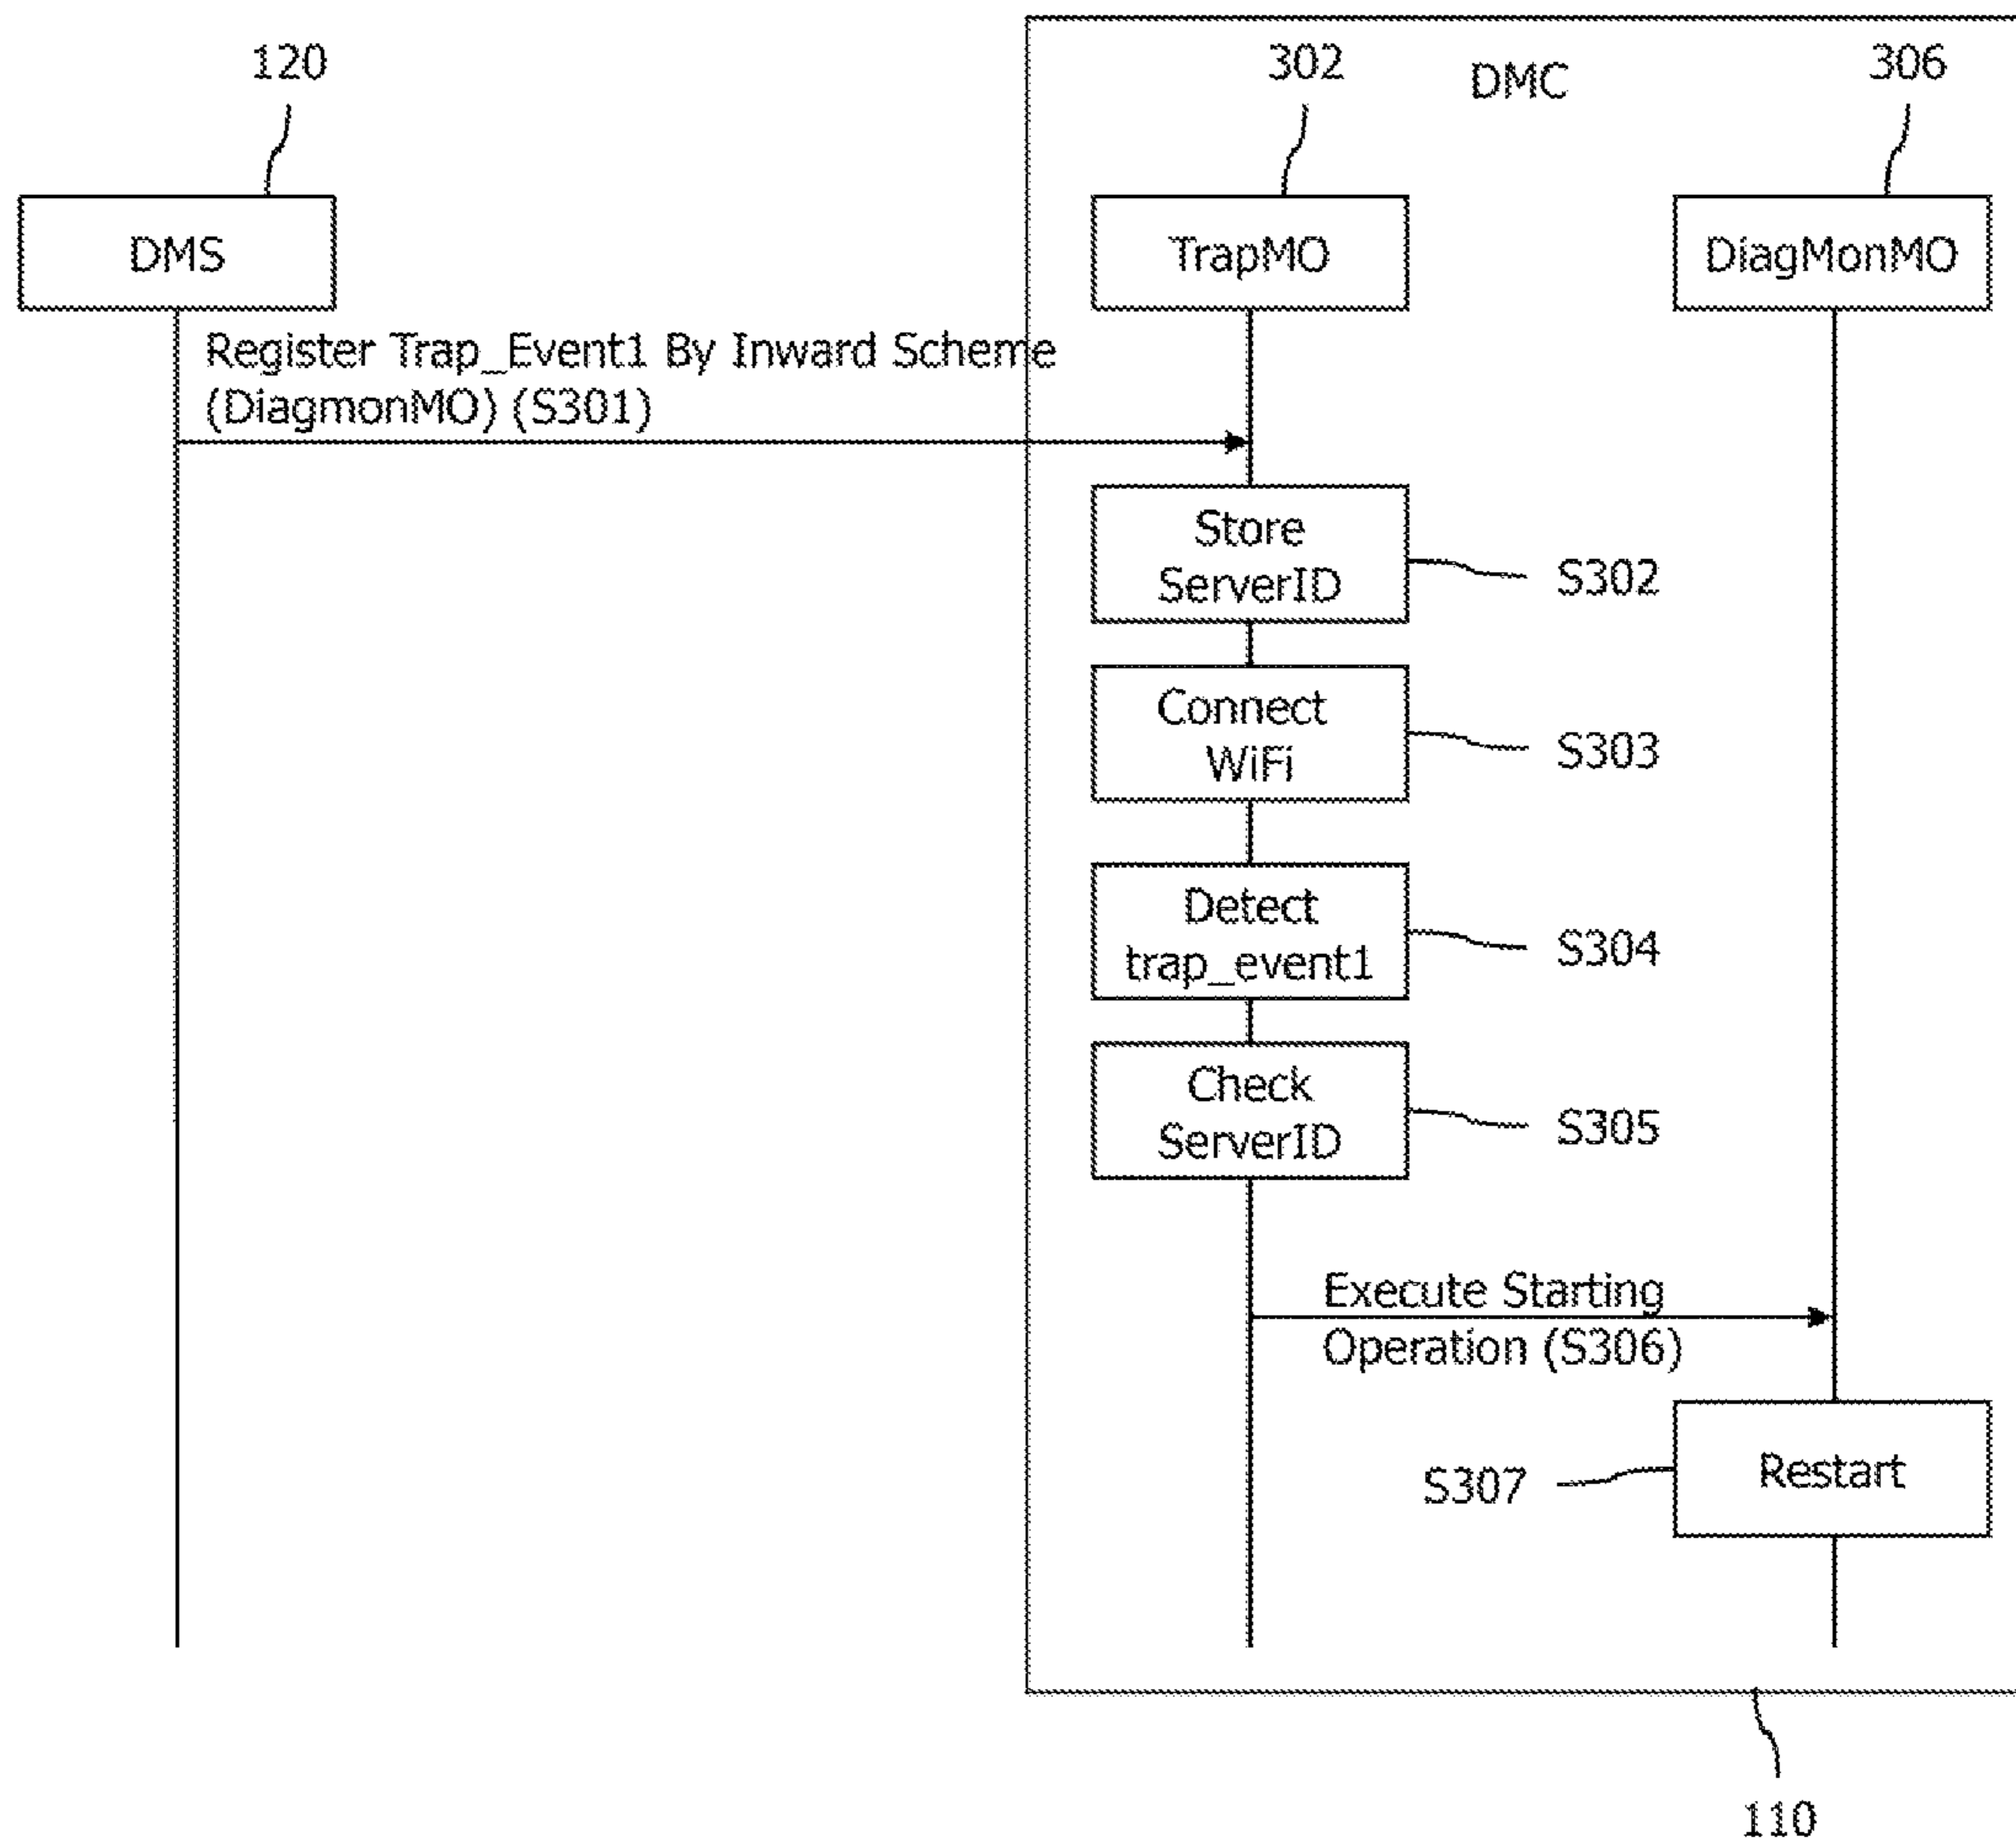 120
302
DMC
306
DMS
TrapMO
DiagMonMO
Register Trap_Event1 By Inward Scheme
(DiagmonMO) (S301)
Store
ServerID
S302
Connect
WiFi
S303
Detect
trap_event1
S304
Check
ServerID
S305
Execute Starting
Operation (S306)
S307
Restart
110